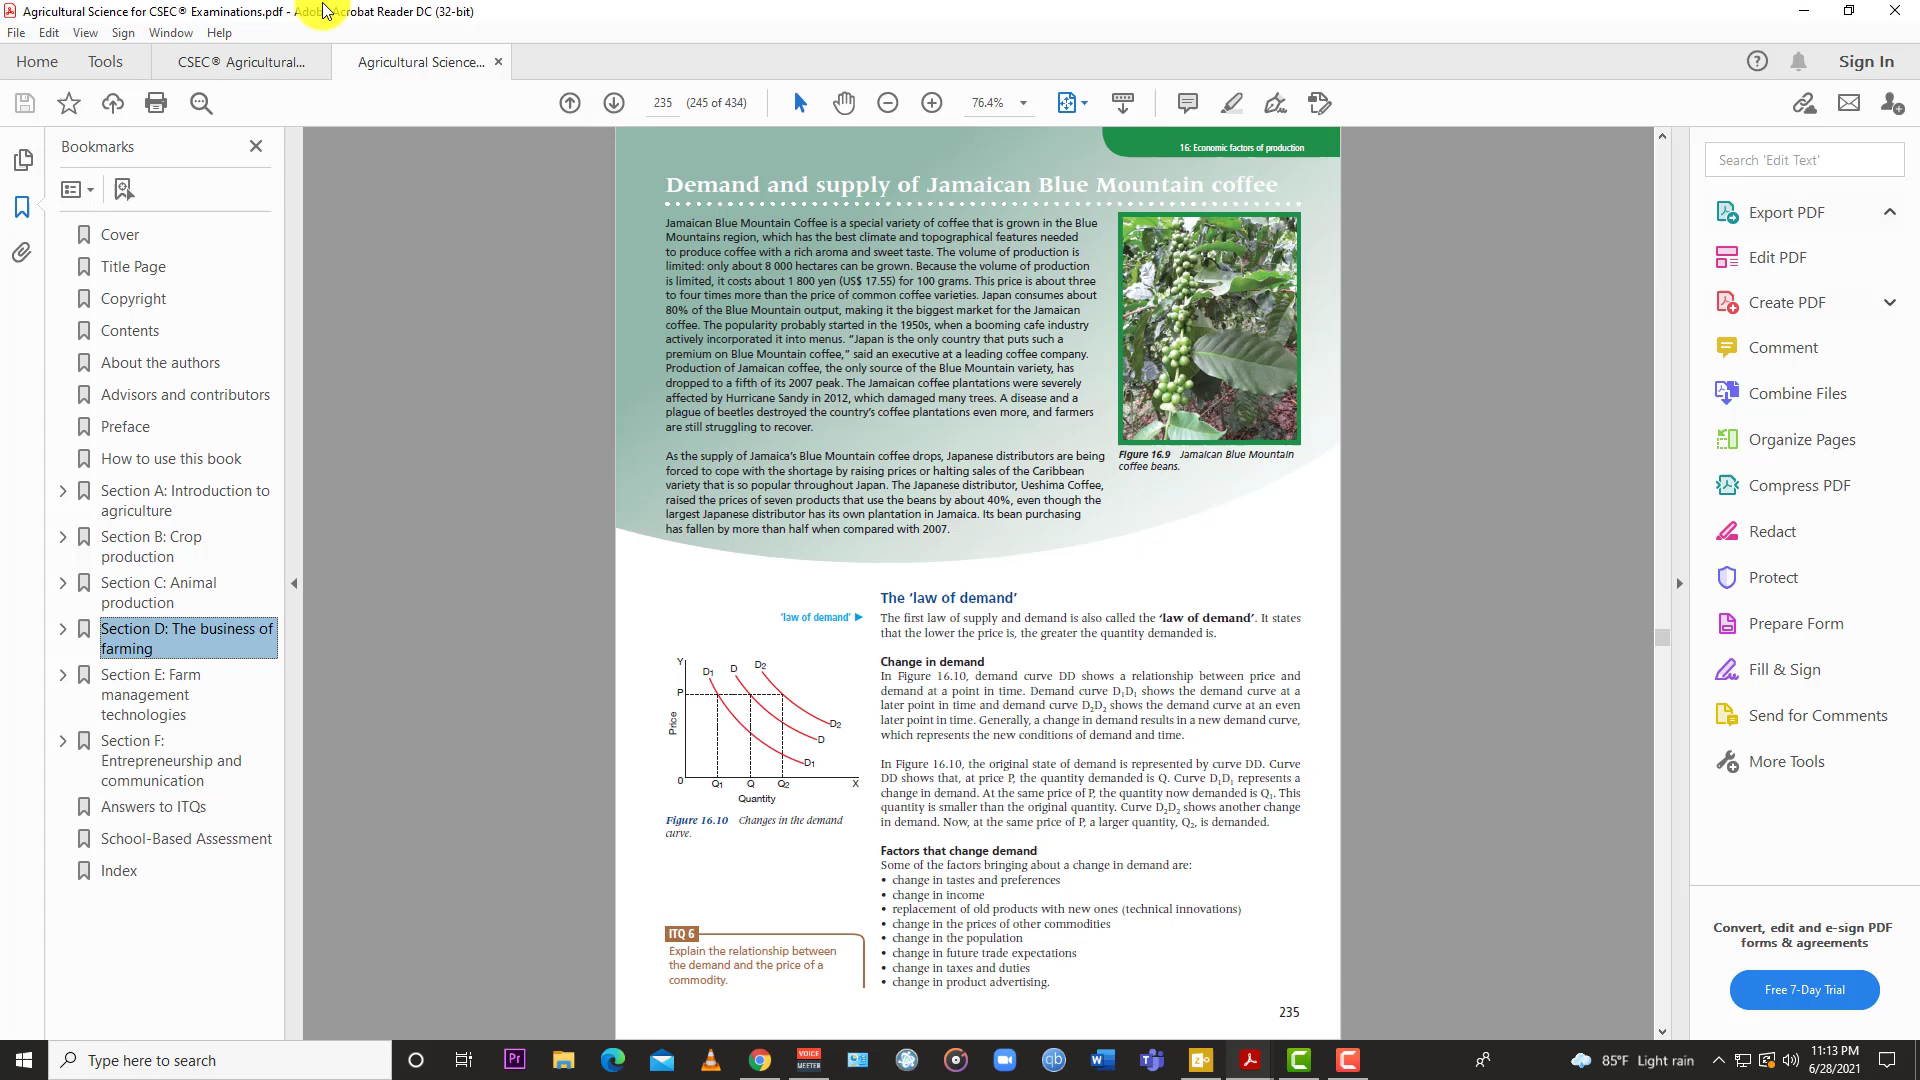 Agricultural Science for CSEC® Examinations.pdf - Adobe Acrobat Reader DC (32-bit)
File Edit View Sign Window Help
Home Tools CSEC® Agricultural... Agricultural Science... Sign In
235 (245 of 434) 76.4%
Bookmarks
Cover
Title Page
Copyright
Contents
About the authors
Advisors and contributors
Preface
How to use this book
Section A: Introduction to
agriculture
Section B: Crop
production
Section C: Animal
production
Section D: The business of
farming
Section E: Farm
management
technologies
Section F:
Entrepreneurship and
communication
Answers to ITQs
School-Based Assessment
Index
16: Economic factors of production
Demand and supply of Jamaican Blue Mountain coffee
Jamaican Blue Mountain Coffee is a special variety of coffee that is grown in the Blue
Mountains region, which has the best climate and topographical features needed
to produce coffee with a rich aroma and sweet taste. The volume of production is
limited: only about 8 000 hectares can be grown. Because the volume of production
is limited, it costs about 1 800 yen (US$ 17.55) for 100 grams. This price is about three
to four times more than the price of common coffee varieties. Japan consumes about
80% of the Blue Mountain output, making it the biggest market for the Jamaican
coffee. The popularity probably started in the 1950s, when a booming cafe industry
actively incorporated it into menus. “Japan is the only country that puts such a
premium on Blue Mountain coffee,” said an executive at a leading coffee company.
Production of Jamaican coffee, the only source of the Blue Mountain variety, has
dropped to a fifth of its 2007 peak. The Jamaican coffee plantations were severely
affected by Hurricane Sandy in 2012, which damaged many trees. A disease and a
plague of beetles destroyed the country’s coffee plantations even more, and farmers
are still struggling to recover.
As the supply of Jamaica’s Blue Mountain coffee drops, Japanese distributors are being
forced to cope with the shortage by raising prices or halting sales of the Caribbean
variety that is so popular throughout Japan. The Japanese distributor, Ueshima Coffee,
raised the prices of seven products that use the beans by about 40%, even though the
largest Japanese distributor has its own plantation in Jamaica. Its bean purchasing
has fallen by more than half when compared with 2007.
Figure 16.9 Jamaican Blue Mountain
coffee beans.
The ‘law of demand’
‘law of demand’ ►
The first law of supply and demand is also called the ‘law of demand’. It states
that the lower the price is, the greater the quantity demanded is.
Change in demand
In Figure 16.10, demand curve DD shows a relationship between price and
demand at a point in time. Demand curve D₁D₁ shows the demand curve at a
later point in time and demand curve D₂D₂ shows the demand curve at an even
later point in time. Generally, a change in demand results in a new demand curve,
which represents the new conditions of demand and time.
In Figure 16.10, the original state of demand is represented by curve DD. Curve
DD shows that, at price P, the quantity demanded is Q. Curve D₁D₁ represents a
change in demand. At the same price of P, the quantity now demanded is Q₁. This
quantity is smaller than the original quantity. Curve D₂D₂ shows another change
in demand. Now, at the same price of P, a larger quantity, Q₂, is demanded.
Y D₁ D D₂
P
Price
D₂
D
D₁
0 Q₁ Q Q₂ X
Quantity
Figure 16.10 Changes in the demand
curve.
Factors that change demand
Some of the factors bringing about a change in demand are:
• change in tastes and preferences
• change in income
• replacement of old products with new ones (technical innovations)
• change in the prices of other commodities
• change in the population
• change in future trade expectations
• change in taxes and duties
• change in product advertising.
ITQ 6
Explain the relationship between
the demand and the price of a
commodity.
235
Search 'Edit Text'
Export PDF
Edit PDF
Create PDF
Comment
Combine Files
Organize Pages
Compress PDF
Redact
Protect
Prepare Form
Fill & Sign
Send for Comments
More Tools
Convert, edit and e-sign PDF
forms & agreements
Free 7-Day Trial
Type here to search
Pr
VOICE
MEETER
qb
85°F Light rain
11:13 PM
6/28/2021